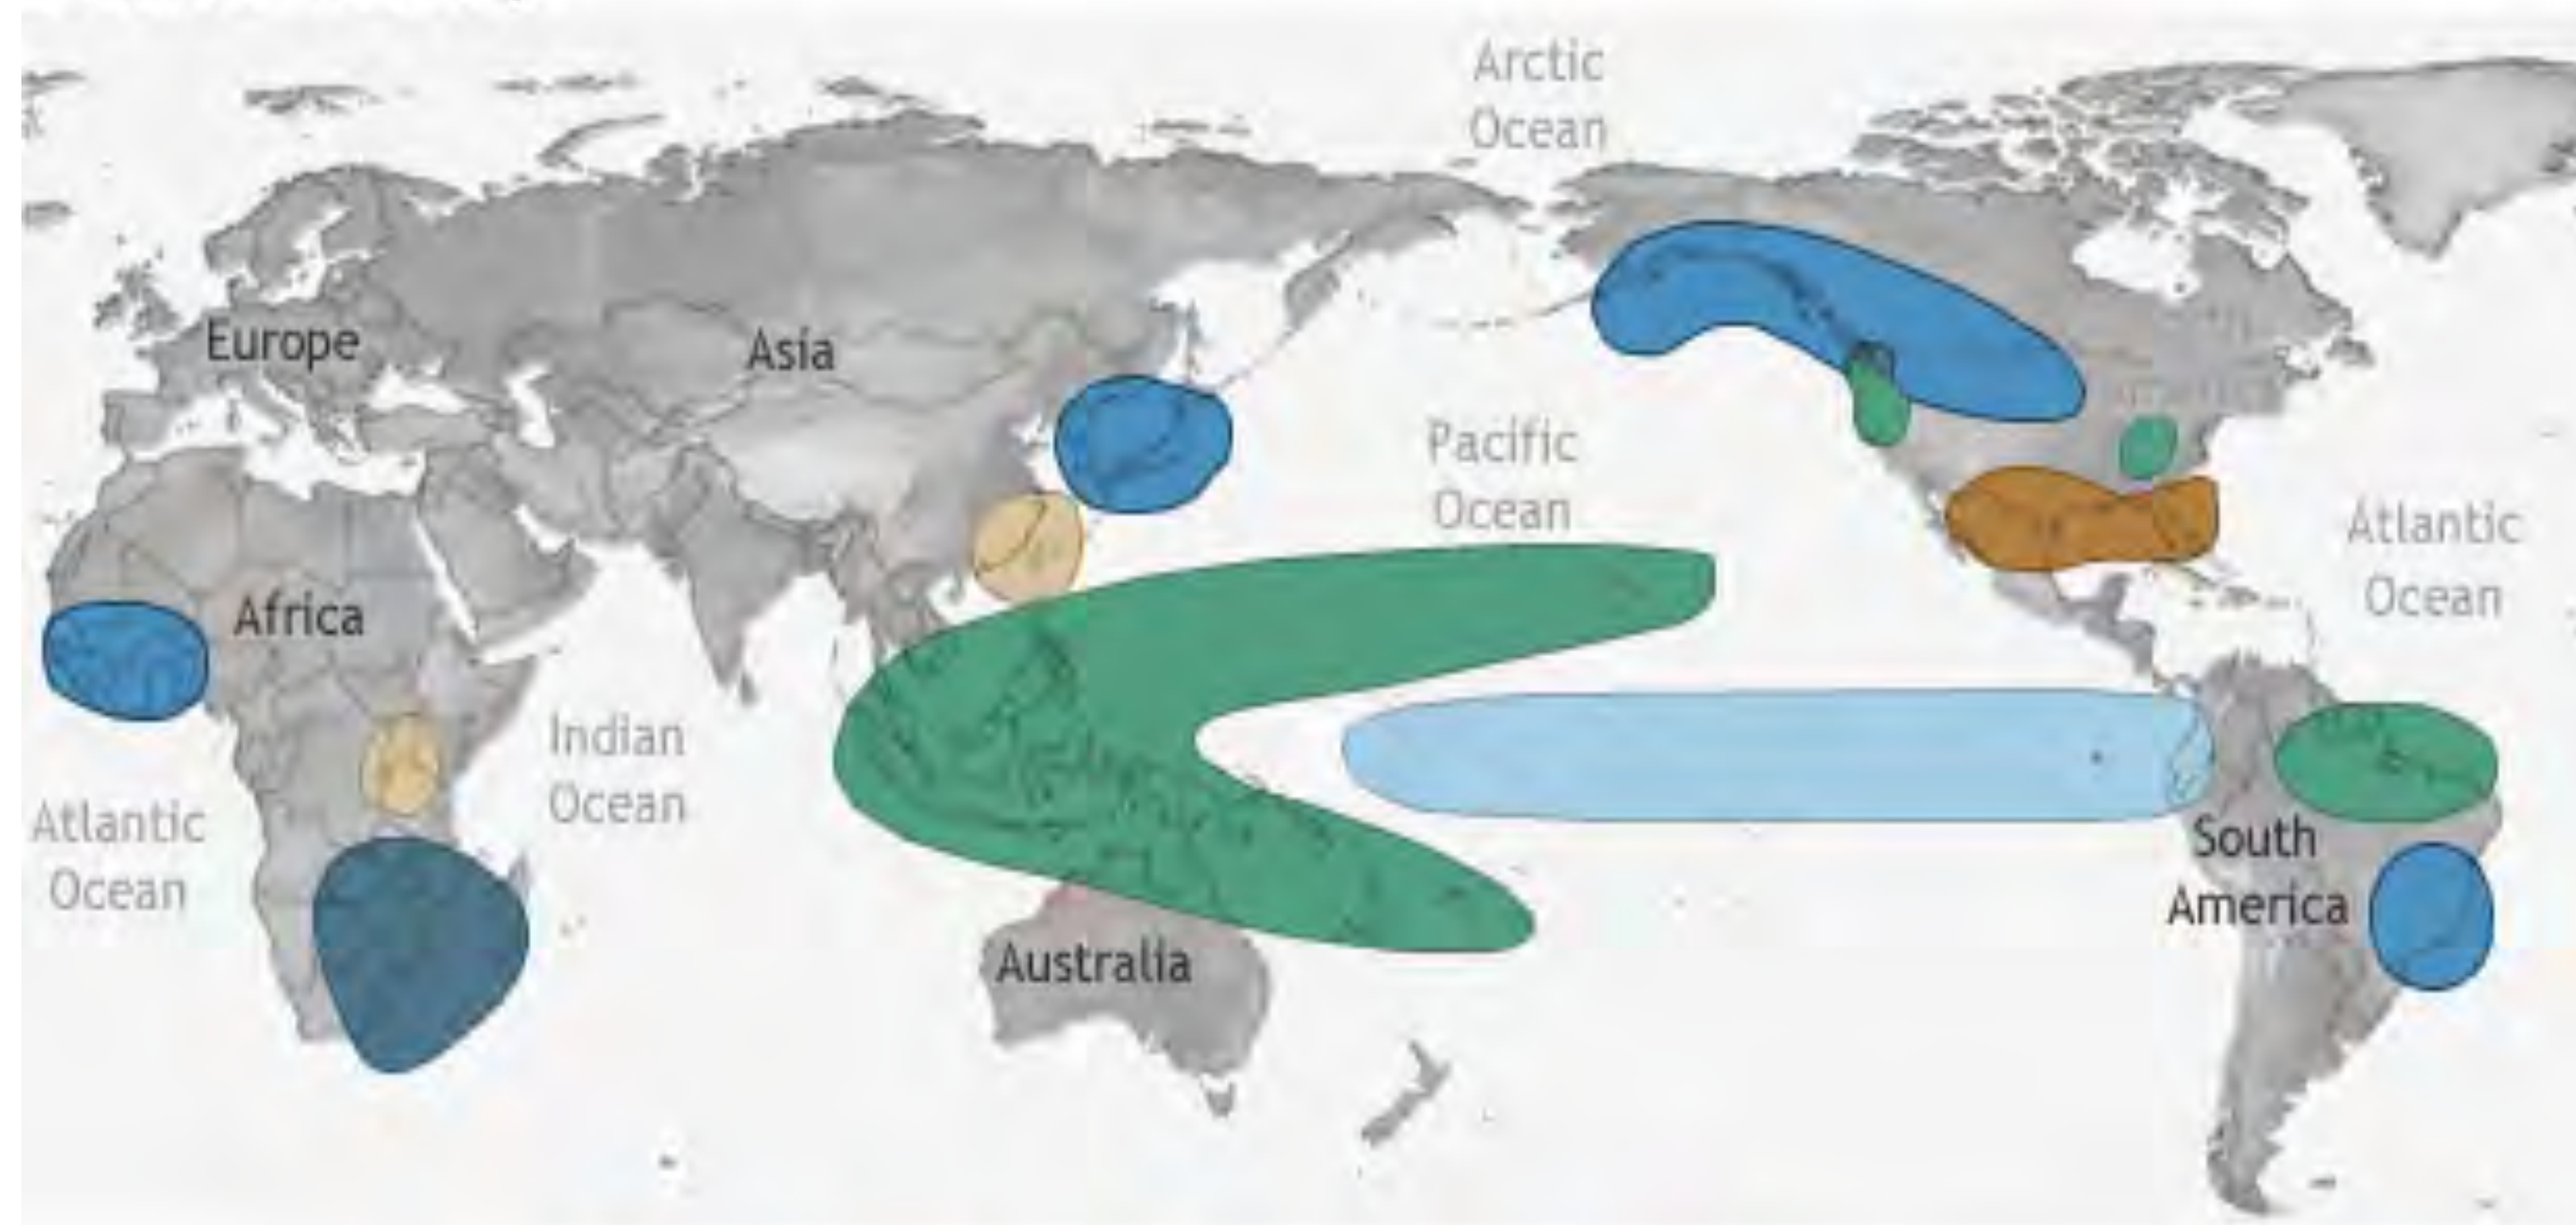 Arctic
Ocean
Europe
Asia
Pacific
Ocean
Atlantic
Ocean
Africa
Indian
Ocean
Atlantic
Ocean
South
America
Australia